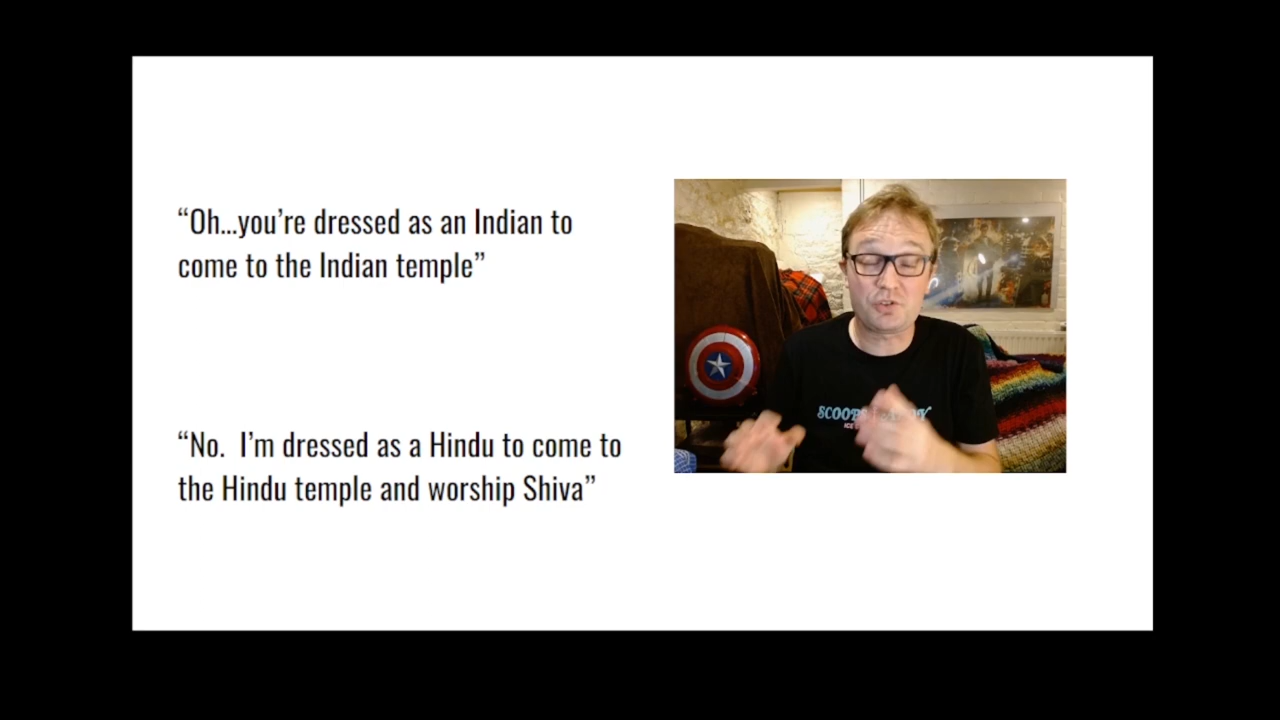 “Oh...you’re dressed as an Indian to
come to the Indian temple”
“No.  I’m dressed as a Hindu to come to
the Hindu temple and worship Shiva”